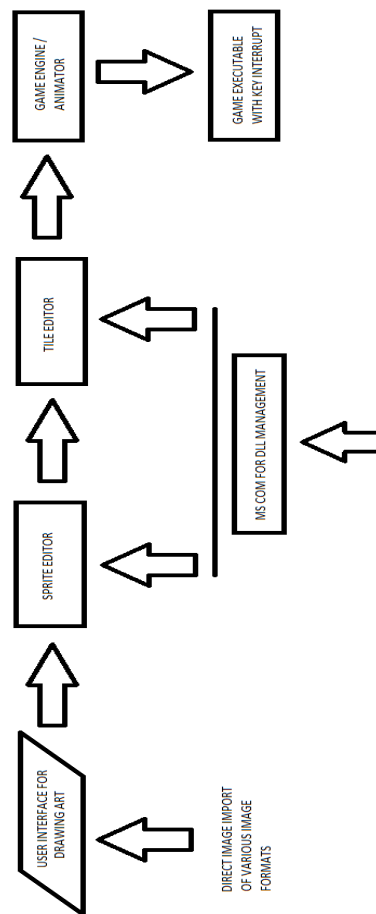 USER INTERFACE FOR
DRAWING ART
SPRITE EDITOR
TILE EDITOR
GAME ENGINE /
ANIMATOR
DIRECT IMAGE IMPORT
OF VARIOUS IMAGE
FORMATS
MS COM FOR DLL MANAGEMENT
GAME EXECUTABLE
WITH KEY INTERRUPT